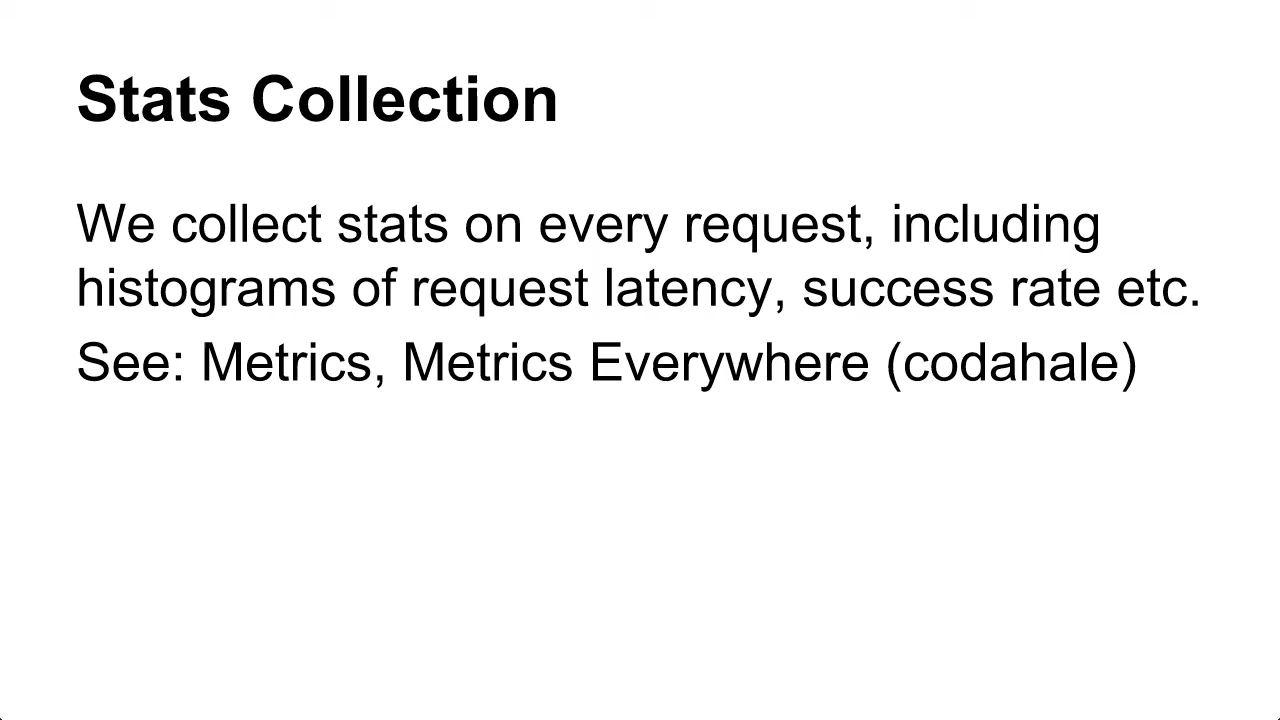 Stats Collection
We collect stats on every request, including
histograms of request latency, success rate etc.
See: Metrics, Metrics Everywhere (codahale)